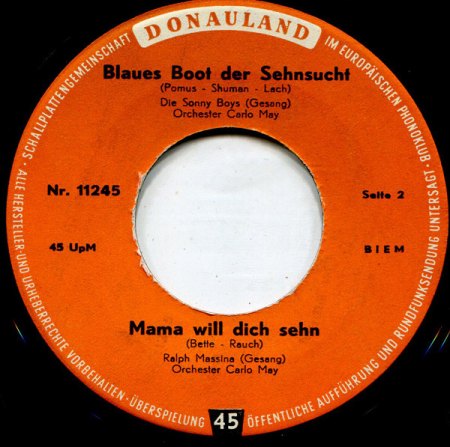 DONAULAND
SCHALLPLATTENGEMEINSCHAFT
IM EUROPÄISCHEN PHONOKLUB
Blaues Boot der Sehnsucht
(Pomus - Shuman - Lach)
Die Sonny Boys (Gesang)
Orchester Carlo May
Nr. 11245
Seite 2
45 UpM
BIEM
Mama will dich sehn
(Bette - Rauch)
Ralph Massina (Gesang)
Orchester Carlo May
· ALLE HERSTELLER- UND URHEBERRECHTE VORBEHALTEN · ÜBERSPIELUNG
45
ÖFFENTLICHE AUFFÜHRUNG UND RUNDFUNKSENDUNG UNTERSAGT ·